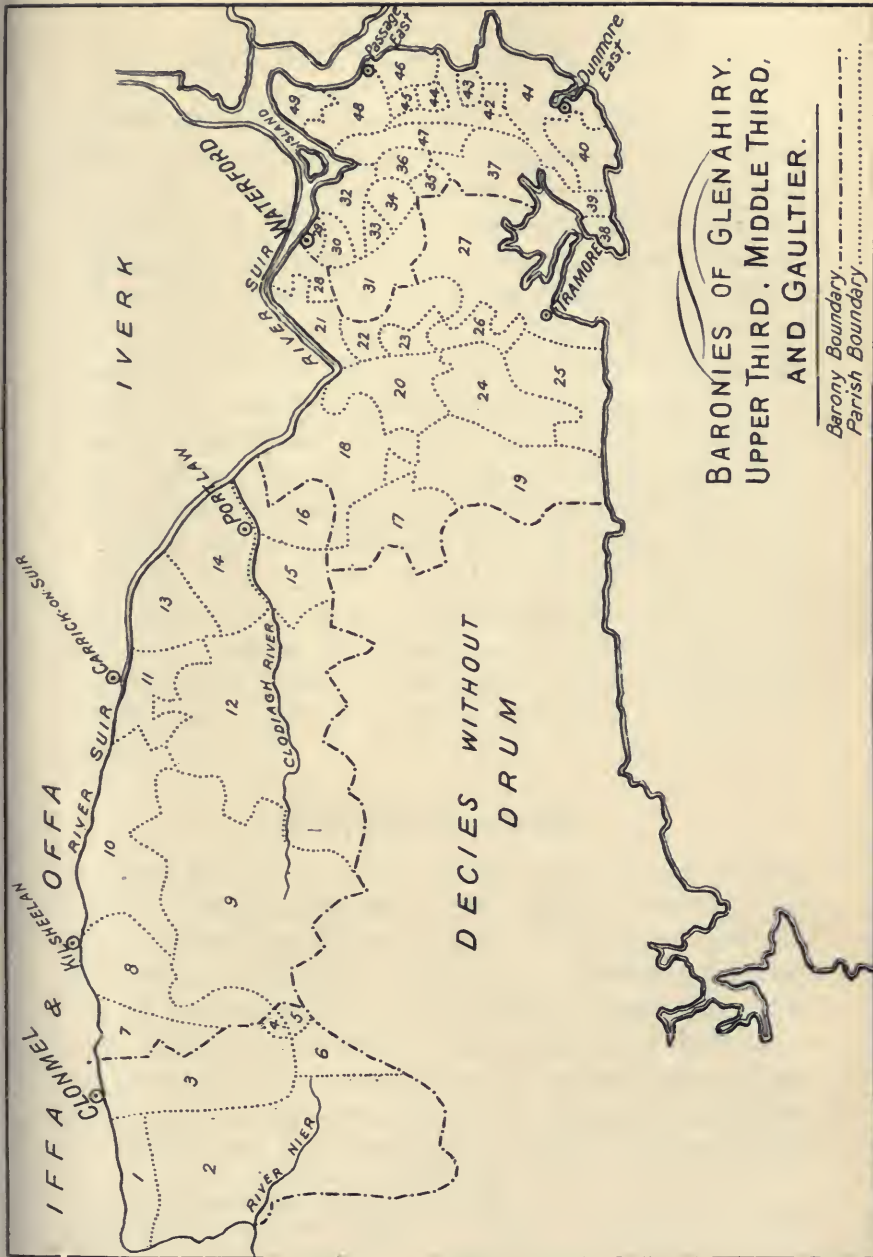 IFFA & OFFA
IVERK
CLONMEL
KILSHEELAN
CARRICK-ON-SUIR
RIVER SUIR
PORTLAW
RIVER SUIR
WATERFORD
ISLAND
Passage
East
Dunmore
East.
TRAMORE
RIVER NIER
CLODIAGH RIVER
DECIES WITHOUT
DRUM
1
2
3
4
5
6
7
8
9
10
11
12
1
13
14
15
16
17
18
19
20
21
22
23
24
25
26
27
28
29
30
31
32
33
34
35
36
37
38
39
40
41
42
43
44
45
46
47
48
49
BARONIES OF GLENAHIRY.
UPPER THIRD. MIDDLE THIRD,
AND GAULTIER.
Barony Boundary
Parish Boundary